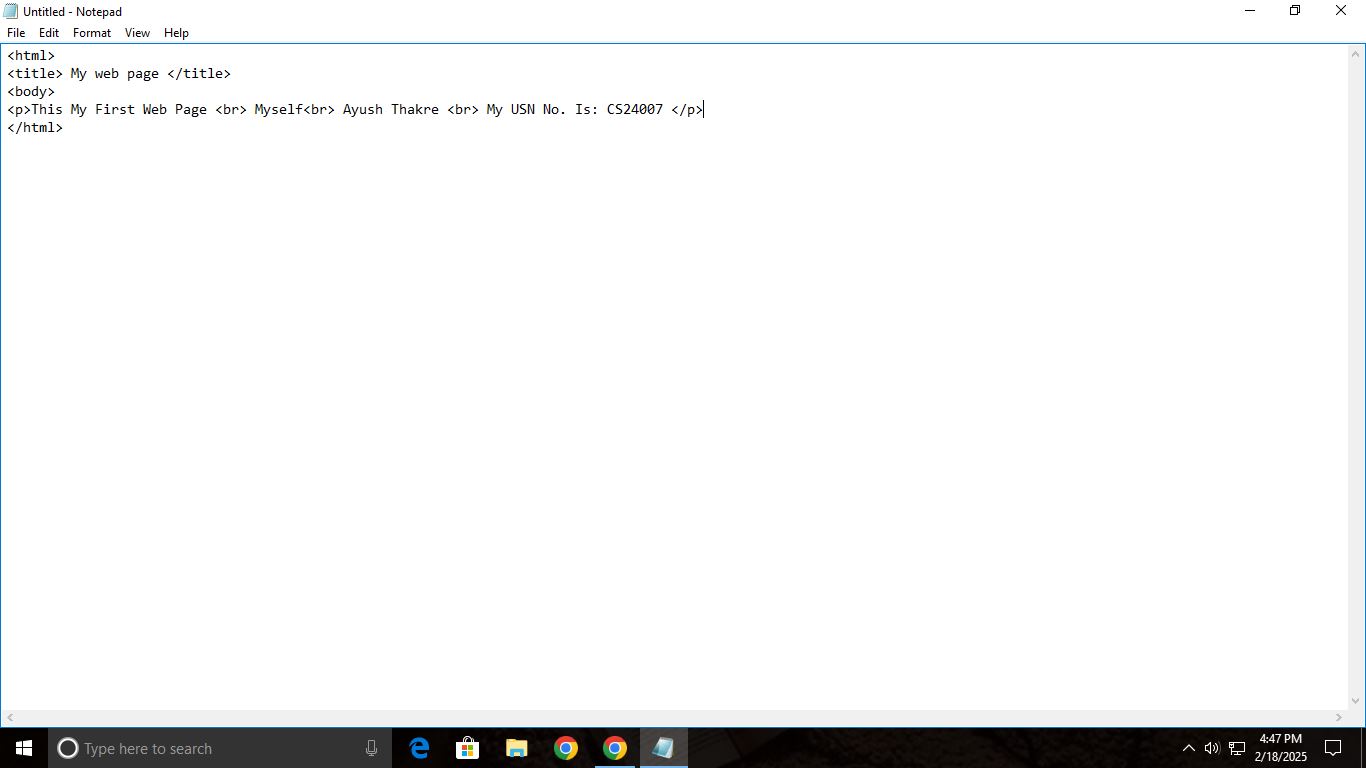 Untitled - Notepad
File Edit Format View Help
<html>
<title> My web page </title>
<body>
<p>This My First Web Page <br> Myself<br> Ayush Thakre <br> My USN No. Is: CS24007 </p>
</html>
Type here to search
4:47 PM
2/18/2025